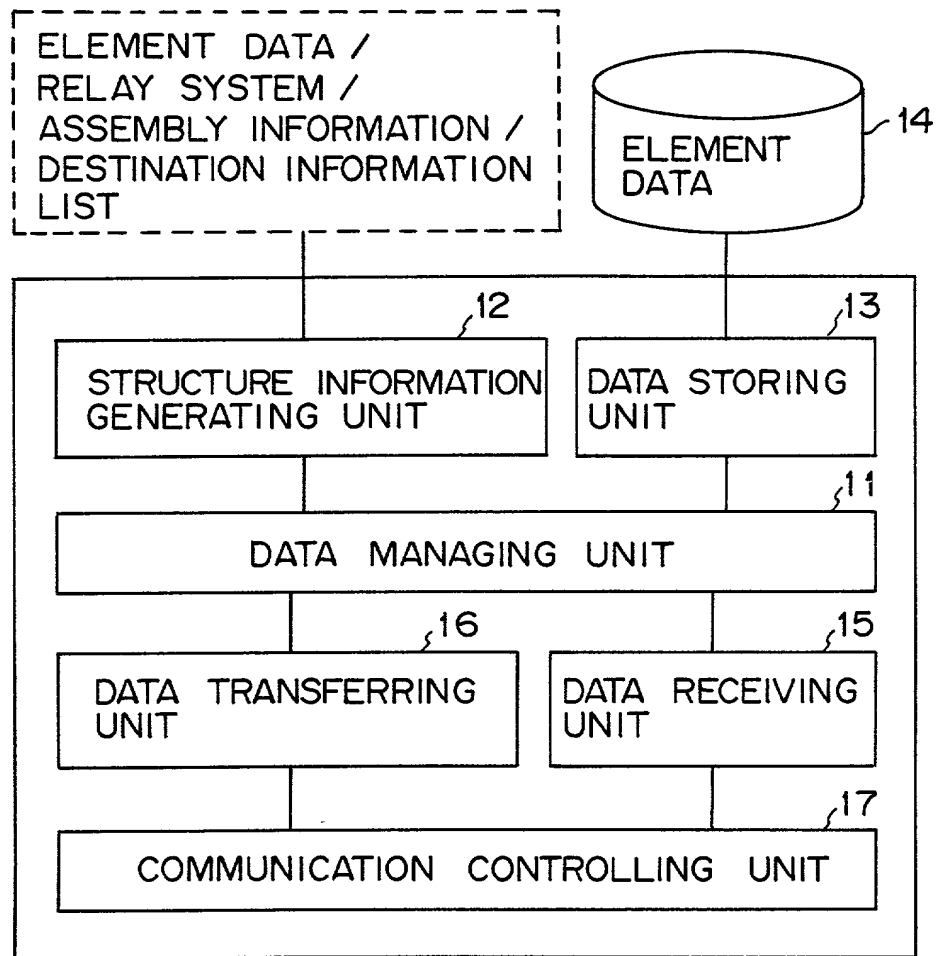 ELEMENT DATA /
RELAY SYSTEM /
ASSEMBLY INFORMATION /
DESTINATION INFORMATION
LIST
ELEMENT
DATA
14
12
STRUCTURE INFORMATION
GENERATING UNIT
13
DATA STORING
UNIT
11
DATA MANAGING UNIT
16
DATA TRANSFERRING
UNIT
15
DATA RECEIVING
UNIT
17
COMMUNICATION CONTROLLING UNIT